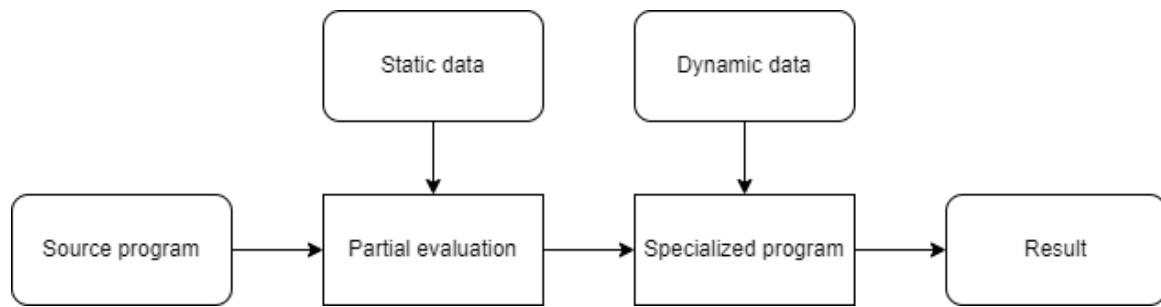 Static data
Dynamic data
Source program
Partial evaluation
Specialized program
Result